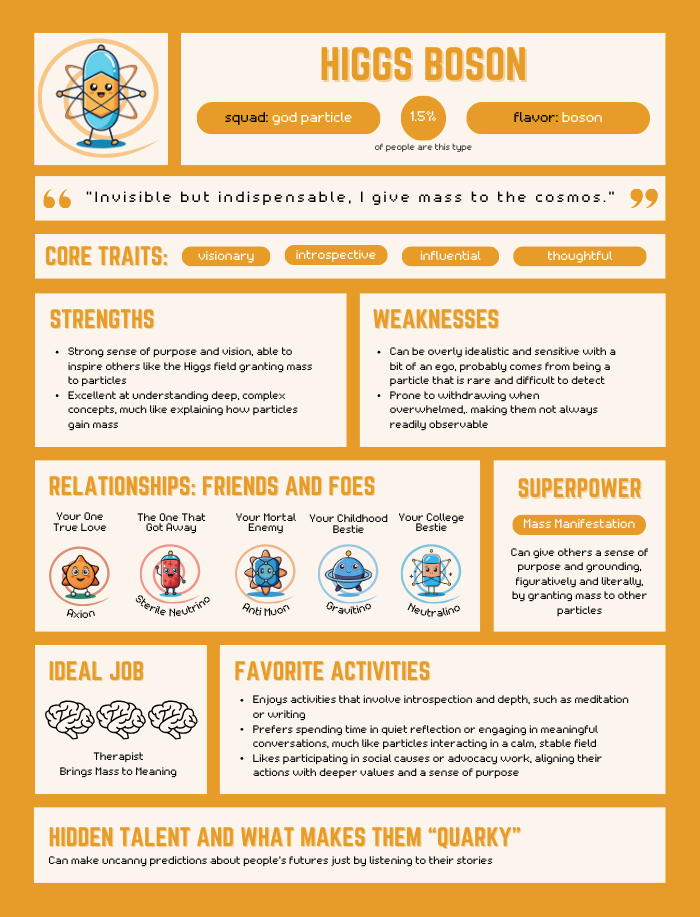 HIGGS BOSON
squad: god particle
1.5%
flavor: boson
of people are this type
"Invisible but indispensable, I give mass to the cosmos."
CORE TRAITS:
visionary
introspective
influential
thoughtful
STRENGTHS
• Strong sense of purpose and vision, able to
inspire others like the Higgs field granting mass
to particles
• Excellent at understanding deep, complex
concepts, much like explaining how particles
gain mass
WEAKNESSES
• Can be overly idealistic and sensitive with a
bit of an ego, probably comes from being a
particle that is rare and difficult to detect
• Prone to withdrawing when
overwhelmed,. making them not always
readily observable
RELATIONSHIPS: FRIENDS AND FOES
Your One
True Love
Axion
The One That
Got Away
Sterile Neutrino
Your Mortal
Enemy
Anti Muon
Your Childhood
Bestie
Gravitino
Your College
Bestie
Neutralino
SUPERPOWER
Mass Manifestation
Can give others a sense of
purpose and grounding,
figuratively and literally,
by granting mass to other
particles
IDEAL JOB
Therapist
Brings Mass to Meaning
FAVORITE ACTIVITIES
• Enjoys activities that involve introspection and depth, such as meditation
or writing
• Prefers spending time in quiet reflection or engaging in meaningful
conversations, much like particles interacting in a calm, stable field
• Likes participating in social causes or advocacy work, aligning their
actions with deeper values and a sense of purpose
HIDDEN TALENT AND WHAT MAKES THEM “QUARKY”
Can make uncanny predictions about people's futures just by listening to their stories